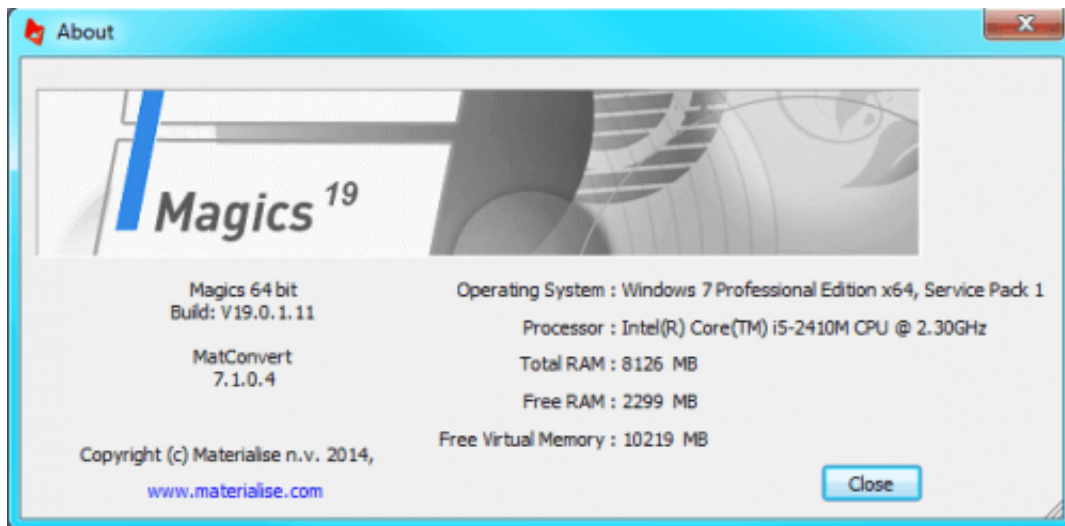 About
Magics 19
Magics 64 bit
Build: V19.0.1.11
MatConvert
7.1.0.4
Copyright (c) Materialise n.v. 2014,
www.materialise.com
Operating System : Windows 7 Professional Edition x64, Service Pack 1
Processor : Intel(R) Core(TM) i5-2410M CPU @ 2.30GHz
Total RAM : 8126 MB
Free RAM : 2299 MB
Free Virtual Memory : 10219 MB
Close